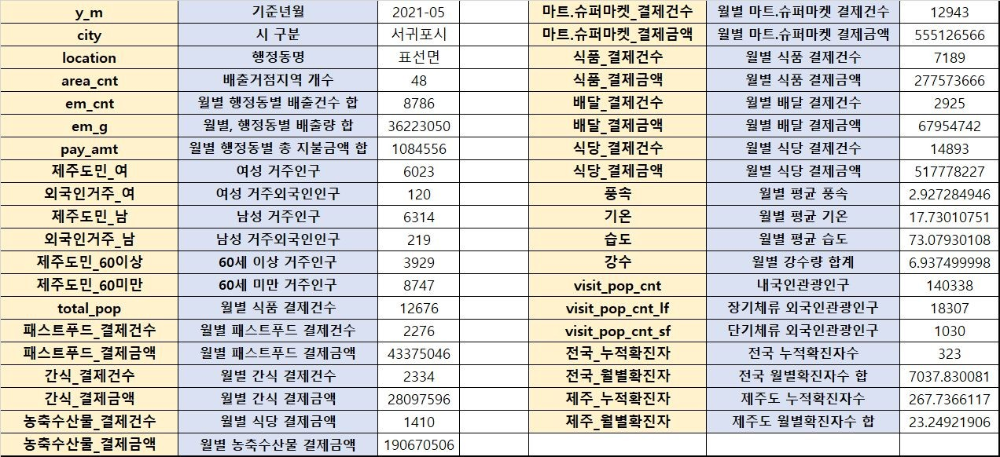 y_m 기준년월 2021-05 마트.슈퍼마켓_결제건수 월별 마트.슈퍼마켓 결제건수 12943
city 시 구분 서귀포시 마트.슈퍼마켓_결제금액 월별 마트.슈퍼마켓 결제금액 555126566
location 행정동명 표선면 식품_결제건수 월별 식품 결제건수 7189
area_cnt 배출거점지역 개수 48 식품_결제금액 월별 식품 결제금액 277573666
em_cnt 월별 행정동별 배출건수 합 8786 배달_결제건수 월별 배달 결제건수 2925
em_g 월별, 행정동별 배출량 합 36223050 배달_결제금액 월별 배달 결제금액 67954742
pay_amt 월별 행정동별 총 지불금액 합 1084556 식당_결제건수 월별 식당 결제건수 14893
제주도민_여 여성 거주인구 6023 식당_결제금액 월별 식당 결제금액 517778227
외국인거주_여 여성 거주외국인인구 120 풍속 월별 평균 풍속 2.927284946
제주도민_남 남성 거주인구 6314 기온 월별 평균 기온 17.73010751
외국인거주_남 남성 거주외국인인구 219 습도 월별 평균 습도 73.07930108
제주도민_60이상 60세 이상 거주인구 3929 강수 월별 강수량 합계 6.937499998
제주도민_60미만 60세 미만 거주인구 8747 visit_pop_cnt 내국인관광인구 140338
total_pop 월별 식품 결제건수 12676 visit_pop_cnt_lf 장기체류 외국인관광인구 18307
패스트푸드_결제건수 월별 패스트푸드 결제건수 2276 visit_pop_cnt_sf 단기체류 외국인관광인구 1030
패스트푸드_결제금액 월별 패스트푸드 결제금액 43375046 전국_누적확진자 전국 누적확진자수 323
간식_결제건수 월별 간식 결제건수 2334 전국_월별확진자 전국 월별확진자수 합 7037.830081
간식_결제금액 월별 간식 결제금액 28097596 제주_누적확진자 제주도 누적확진자수 267.7366117
농축수산물_결제건수 월별 식당 결제금액 1410 제주_월별확진자 제주도 월별확진자수 합 23.24921906
농축수산물_결제금액 월별 농축수산물 결제금액 190670506